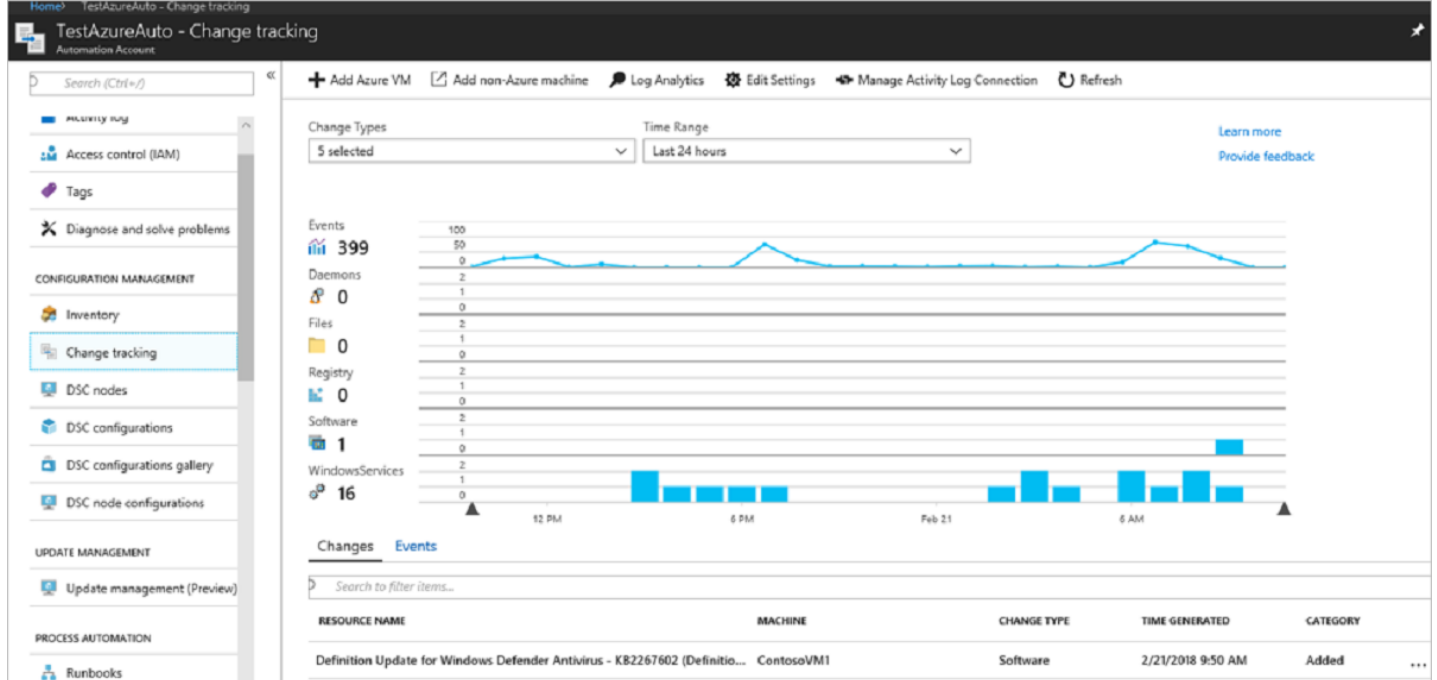 Home> TestAzureAuto - Change tracking
TestAzureAuto - Change tracking
Automation Account
Search (Ctrl+/)
«
Activity log
Access control (IAM)
Tags
Diagnose and solve problems
CONFIGURATION MANAGEMENT
Inventory
Change tracking
DSC nodes
DSC configurations
DSC configurations gallery
DSC node configurations
UPDATE MANAGEMENT
Update management (Preview)
PROCESS AUTOMATION
Runbooks
Add Azure VM Add non-Azure machine Log Analytics Edit Settings Manage Activity Log Connection Refresh
Change Types Time Range
5 selected Last 24 hours
Learn more
Provide feedback
Events
399
100
50
0
Daemons
0
2
1
0
Files
0
2
1
0
Registry
0
2
1
0
Software
1
2
1
0
WindowsServices
16
2
1
0
12 PM 6 PM Feb 21 6 AM
Changes Events
Search to filter items...
RESOURCE NAME MACHINE CHANGE TYPE TIME GENERATED CATEGORY
Definition Update for Windows Defender Antivirus - KB2267602 (Definitio... ContosoVM1 Software 2/21/2018 9:50 AM Added ...